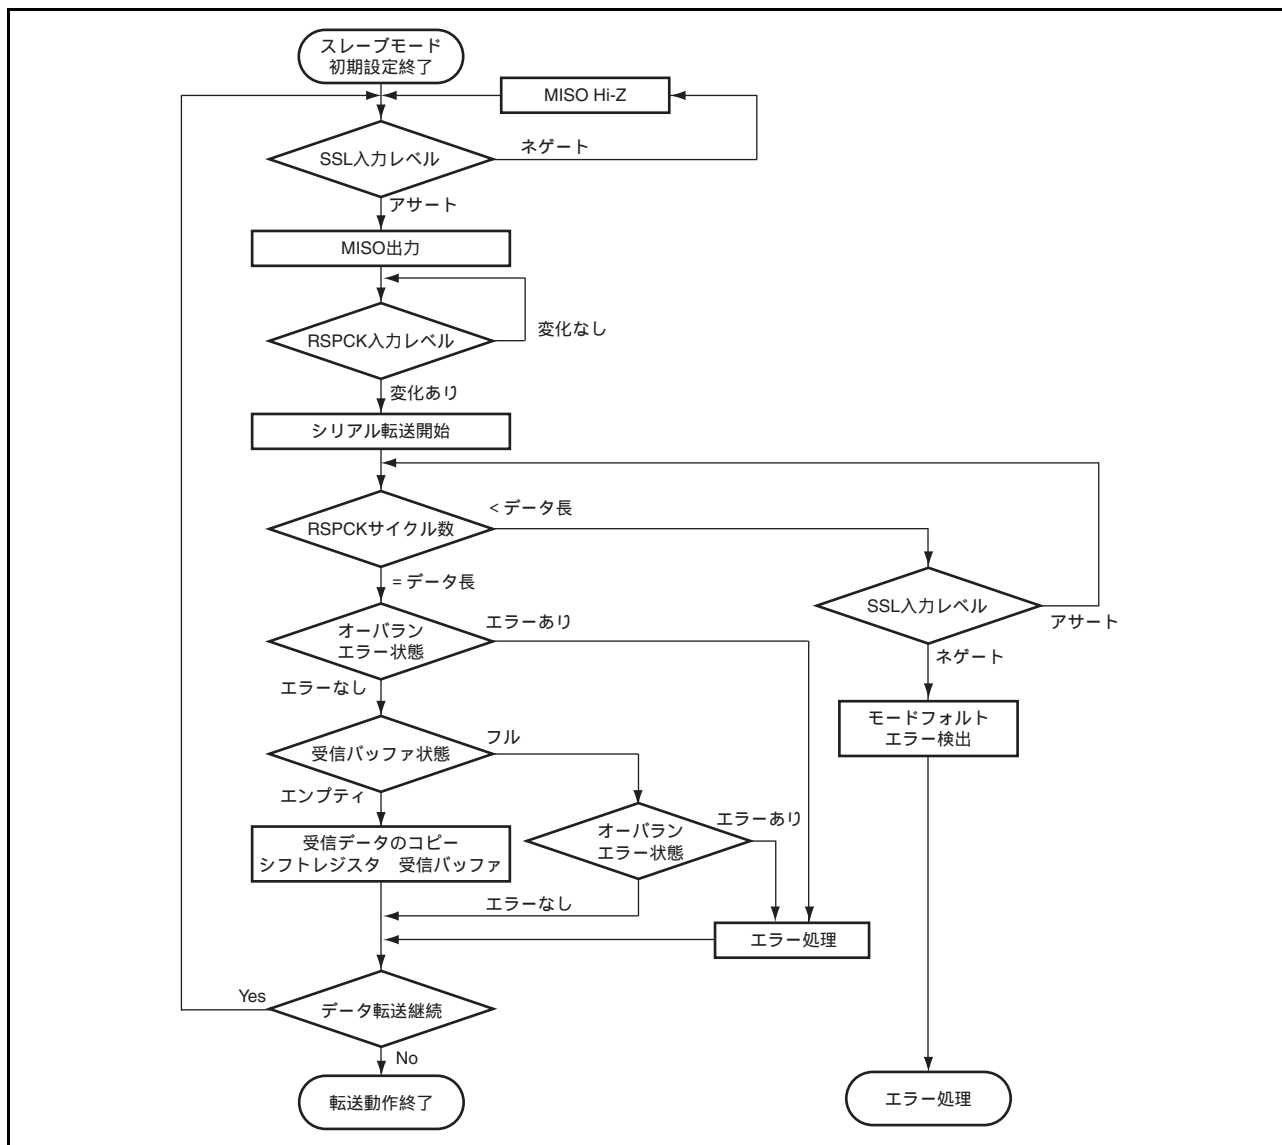 スレーブモード
初期設定終了
MISO Hi-Z
SSL入力レベル
ネゲート
アサート
MISO出力
RSPCK入力レベル
変化なし
変化あり
シリアル転送開始
RSPCKサイクル数
< データ長
= データ長
SSL入力レベル
アサート
ネゲート
オーバラン
エラー状態
エラーあり
エラーなし
モードフォルト
エラー検出
受信バッファ状態
フル
エンプティ
オーバラン
エラー状態
エラーあり
エラーなし
受信データのコピー
シフトレジスタ　受信バッファ
エラー処理
データ転送継続
Yes
No
転送動作終了
エラー処理